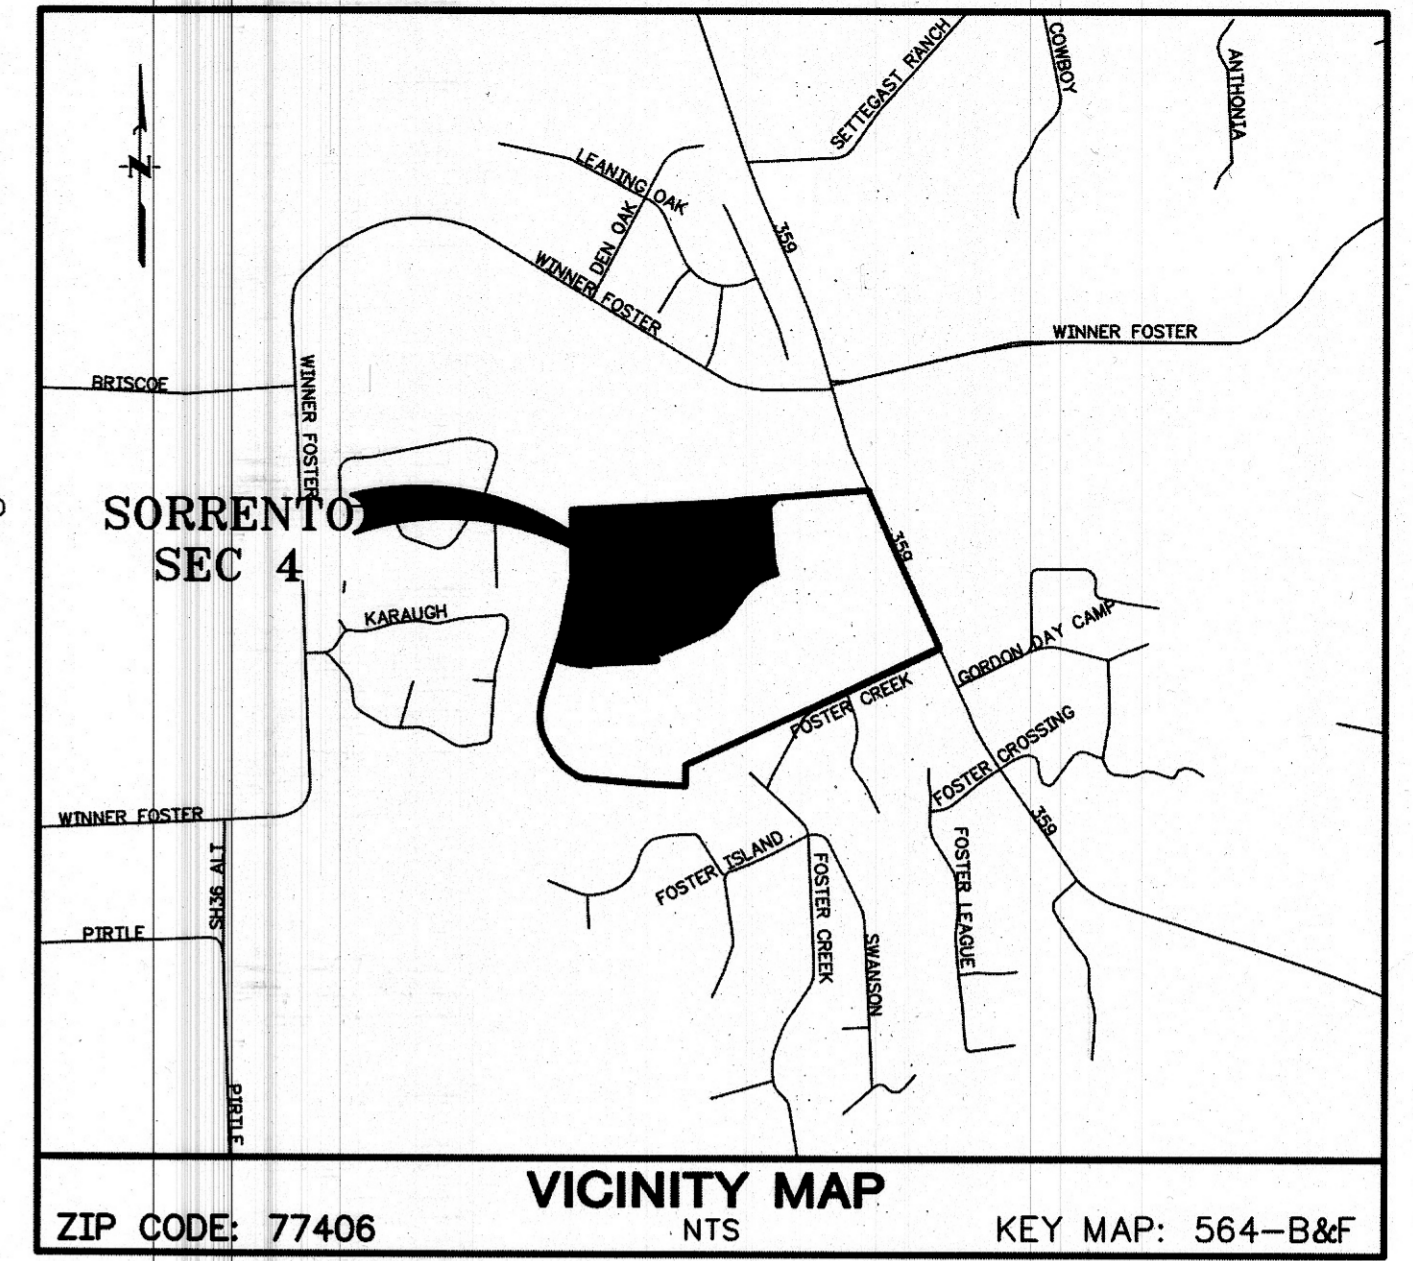 SETTEGAST RANCH
COWBOY
ANTHONIA
N
LEANING OAK
DEN OAK
359
WINNER FOSTER
WINNER FOSTER
BRISCOE
WINNER FOSTER
SORRENTO
SEC 4
359
KARAUGH
GORDON DAY CAMP
FOSTER CREEK
FOSTER CROSSING
WINNER FOSTER
359
SH36 ALT
FOSTER ISLAND
FOSTER CREEK
FOSTER LEAGUE
PIRTLE
SWANSON
PIRTLE
VICINITY MAP
ZIP CODE: 77406
NTS
KEY MAP: 564-B&F